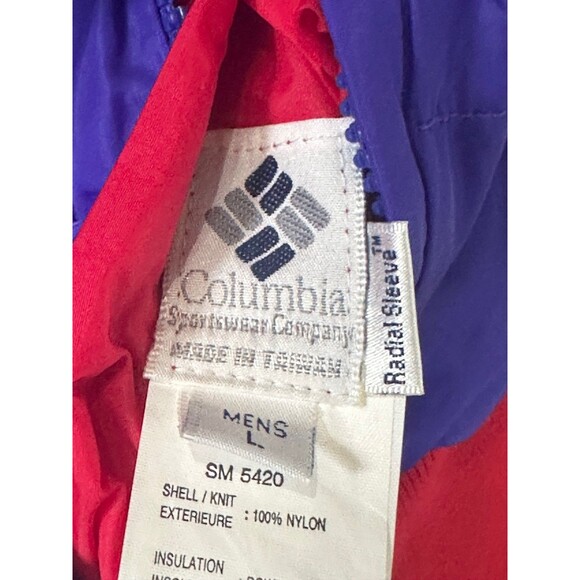 Columbia
Sportswear Company
MADE IN TAIWAN
Radial Sleeve™
MENS
L.
SM 5420
SHELL / KNIT
EXTERIEURE : 100% NYLON
INSULATION